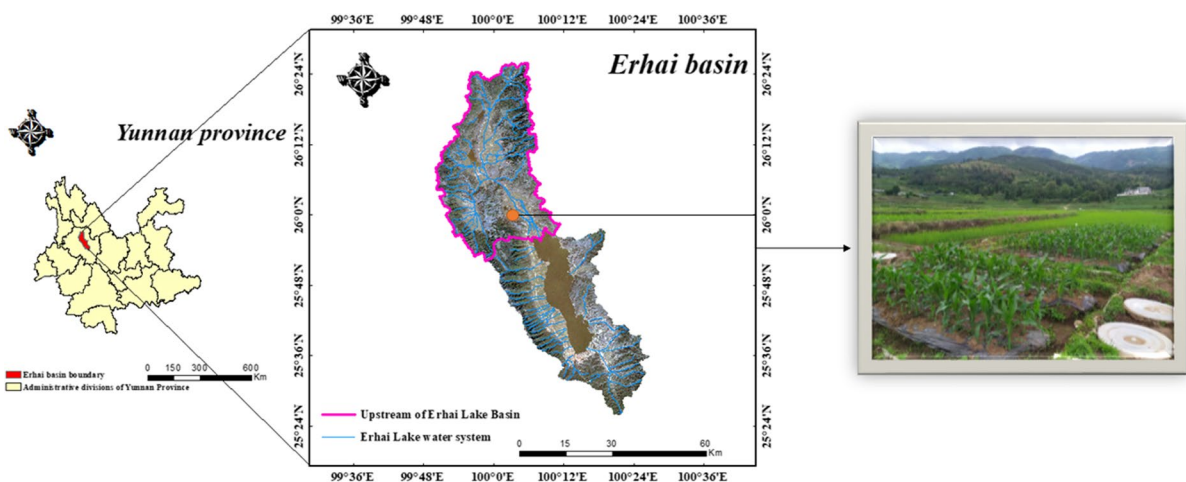 Yunnan province
Erhai basin boundary
Administrative divisions of Yunnan Province
0 150 300 600
Km
Erhai basin
99°36'E 99°48'E 100°0'E 100°12'E 100°24'E 100°36'E
26°24'N 26°24'N
26°12'N 26°12'N
26°0'N 26°0'N
25°48'N 25°48'N
25°36'N 25°36'N
25°24'N 25°24'N
Upstream of Erhai Lake Basin
Erhai Lake water system
0 15 30 60
Km
99°36'E 99°48'E 100°0'E 100°12'E 100°24'E 100°36'E